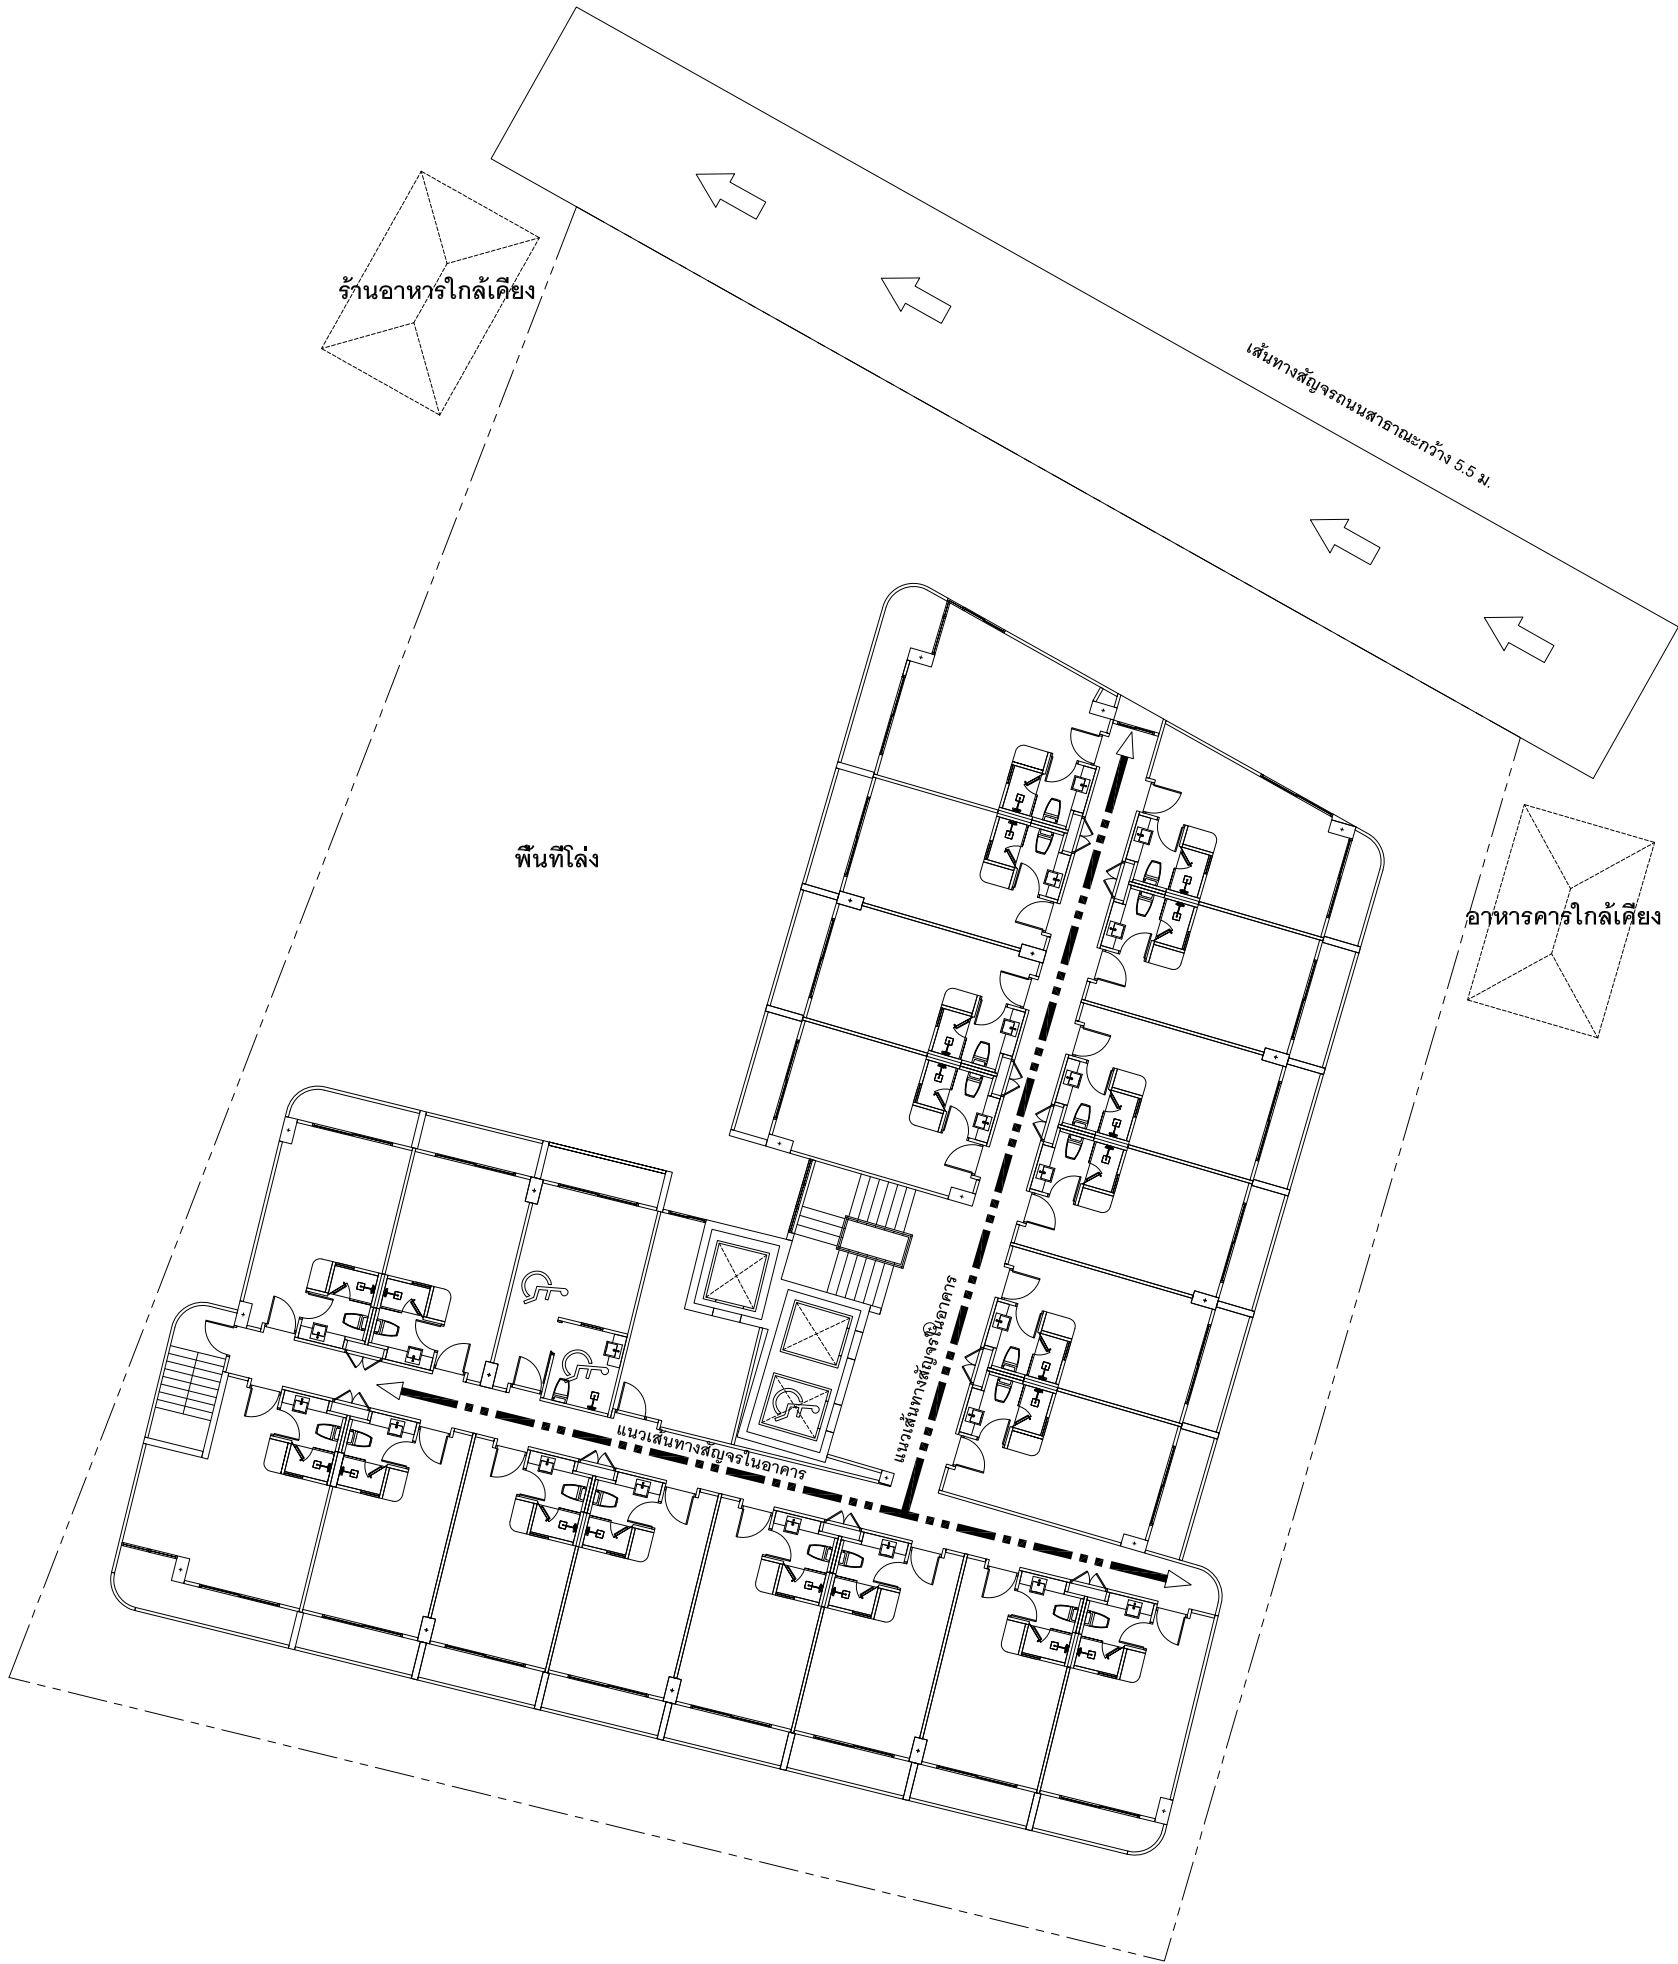 ร้านอาหารใกล้เคียง
เส้นทางสัญจรถนนสาธาณะกว้าง 5.5 ม.
พื้นที่โล่ง
อาหารคารใกล้เคียง
แนวเส้นทางสัญจรในอาคาร
แนวเส้นทางสัญจรในอาคาร